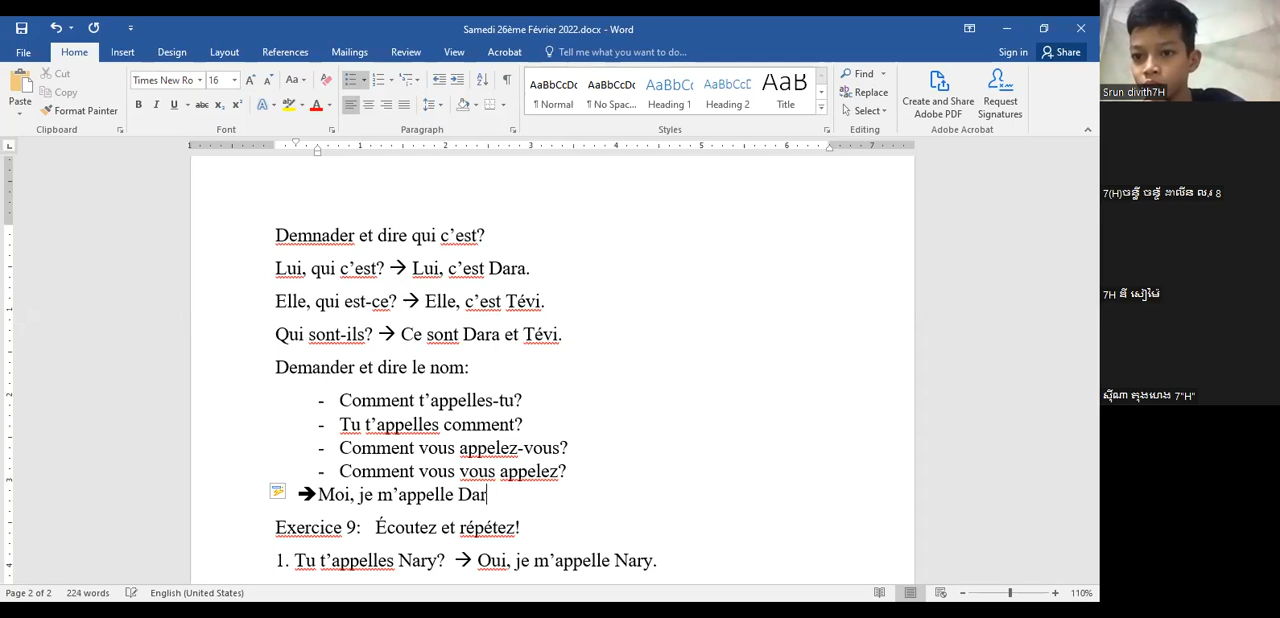 Samedi 26ème Février 2022.docx - Word
File Home Insert Design Layout References Mailings Review View Acrobat Tell me what you want to do... Sign in Share
Paste Cut Copy Format Painter Clipboard
Times New Ro 16 Font
Paragraph
AaBbCcDc AaBbCcDc AaBbCc AaBbCcD AaB
¶ Normal ¶ No Spac... Heading 1 Heading 2 Title
Styles
Find Replace Select Editing
Create and Share Adobe PDF Request Signatures Adobe Acrobat
Demnader et dire qui c’est?
Lui, qui c’est? → Lui, c’est Dara.
Elle, qui est-ce? → Elle, c’est Tévi.
Qui sont-ils? → Ce sont Dara et Tévi.
Demander et dire le nom:
- Comment t’appelles-tu?
- Tu t’appelles comment?
- Comment vous appelez-vous?
- Comment vous vous appelez?
➔Moi, je m’appelle Dar
Exercice 9: Écoutez et répétez!
1. Tu t’appelles Nary? → Oui, je m’appelle Nary.
Page 2 of 2 224 words English (United States) 110%
Srun divith7H
7H នី សៀម៉ៃ
7"H"